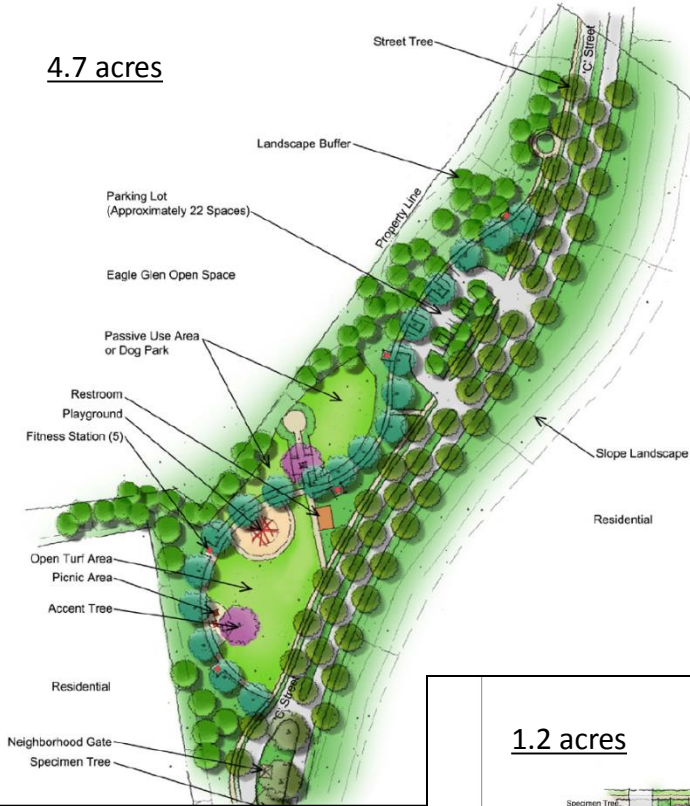 4.7 acres
Street Tree
'C' Street
Landscape Buffer
Property Line
Parking Lot
(Approximately 22 Spaces)
Eagle Glen Open Space
Passive Use Area
or Dog Park
Restroom
Playground
Fitness Station (5)
Slope Landscape
Residential
Open Turf Area
Picnic Area
Accent Tree
Residential
'C' Street
Neighborhood Gate
Specimen Tree
1.2 acres
Specimen Tree